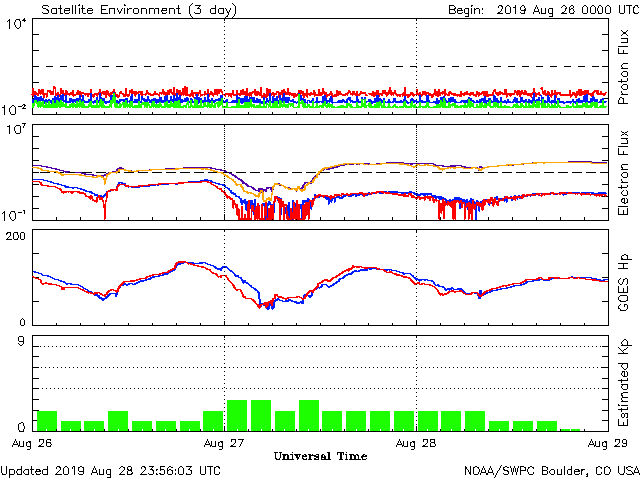 Satellite Environment (3 day) Begin: 2019 Aug 26 0000 UTC
10⁴
Proton Flux
10⁻²
10⁷
Electron Flux
10⁻¹
200
GOES Hp
0
9
Estimated Kp
0
Aug 26 Aug 27 Aug 28 Aug 29
Universal Time
Updated 2019 Aug 28 23:56:03 UTC NOAA/SWPC Boulder, CO USA